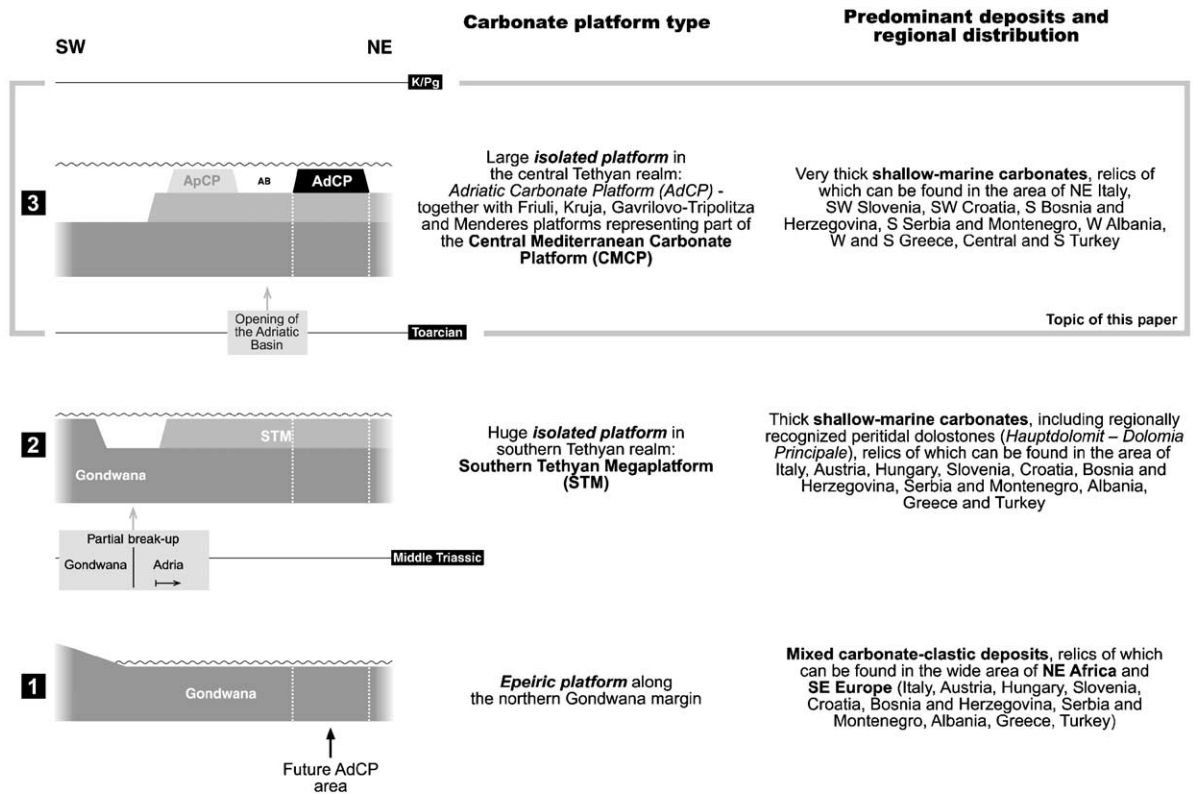 Carbonate platform type
Predominant deposits and
regional distribution
SW
NE
K/Pg
3
ApCP
AB
AdCP
Large isolated platform in
the central Tethyan realm:
Adriatic Carbonate Platform (AdCP) -
together with Friuli, Kruja, Gavrilovo-Tripolitza
and Menderes platforms representing part of
the Central Mediterranean Carbonate
Platform (CMCP)
Very thick shallow-marine carbonates, relics of
which can be found in the area of NE Italy,
SW Slovenia, SW Croatia, S Bosnia and
Herzegovina, S Serbia and Montenegro, W Albania,
W and S Greece, Central and S Turkey
Opening of
the Adriatic
Basin
Toarcian
Topic of this paper
2
STM
Gondwana
Huge isolated platform in
southern Tethyan realm:
Southern Tethyan Megaplatform
(STM)
Thick shallow-marine carbonates, including regionally
recognized peritidal dolostones (Hauptdolomit – Dolomia
Principale), relics of which can be found in the area of
Italy, Austria, Hungary, Slovenia, Croatia, Bosnia and
Herzegovina, Serbia and Montenegro, Albania,
Greece and Turkey
Partial break-up
Gondwana
Adria
Middle Triassic
1
Gondwana
Epeiric platform along
the northern Gondwana margin
Mixed carbonate-clastic deposits, relics of which
can be found in the wide area of NE Africa and
SE Europe (Italy, Austria, Hungary, Slovenia,
Croatia, Bosnia and Herzegovina, Serbia and
Montenegro, Albania, Greece, Turkey)
Future AdCP
area